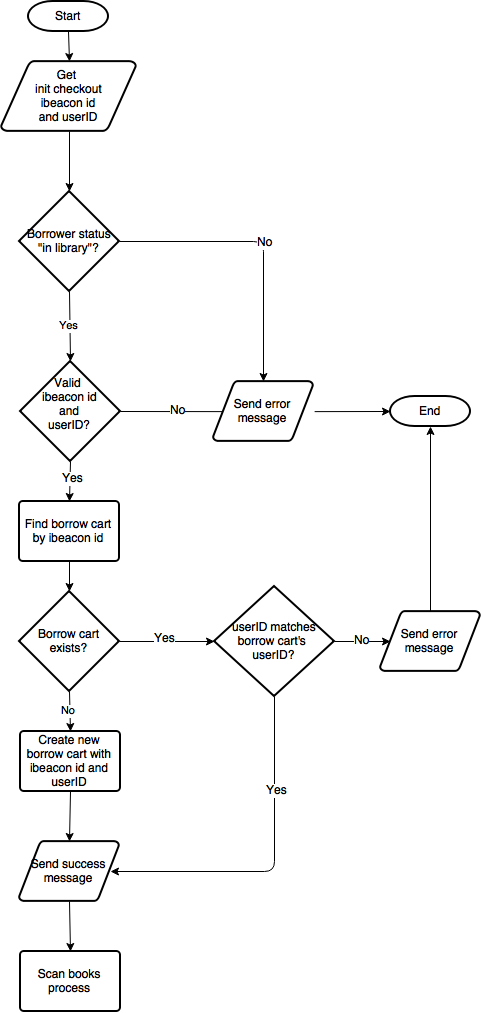 Start
Get
init checkout
ibeacon id
and userID
Borrower status
"in library"?
No
Yes
Valid
ibeacon id
and
userID?
No
Send error
message
End
Yes
Find borrow cart
by ibeacon id
Borrow cart
exists?
Yes
userID matches
borrow cart's
userID?
No
Send error
message
No
Create new
borrow cart with
ibeacon id and
userID
Yes
Send success
message
Scan books
process